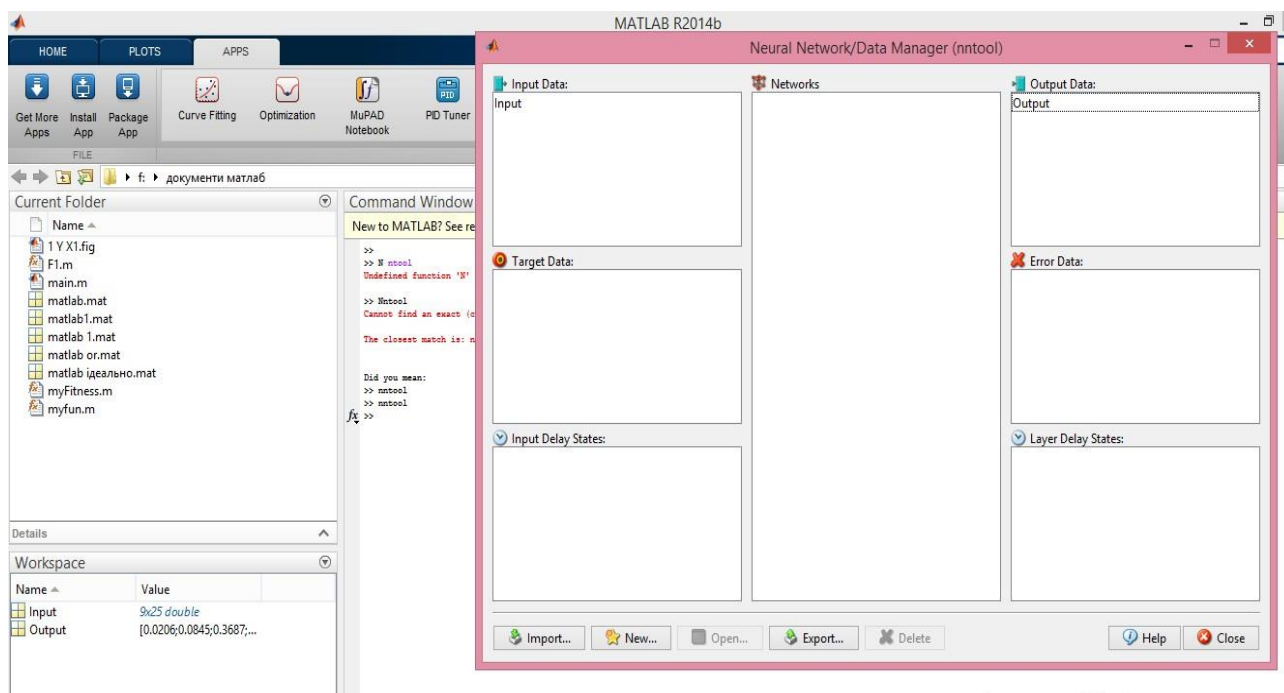 MATLAB R2014b
HOME PLOTS APPS
Get More Apps
Install App
Package App
Curve Fitting
Optimization
MuPAD Notebook
PID Tuner
FILE
f: документи матлаб
Current Folder
Name
1 Y X1.fig
F1.m
main.m
matlab.mat
matlab1.mat
matlab 1.mat
matlab or.mat
matlab ідеально.mat
myFitness.m
myfun.m
Details
Workspace
Name Value
Input 9x25 double
Output [0.0206;0.0845;0.3687;...
Command Window
New to MATLAB? See re
>>
>> N ntool
Undefined function 'N'
>> Nntool
Cannot find an exact (c
The closest match is: n
Did you mean:
>> nntool
>> nntool
fx >>
Neural Network/Data Manager (nntool)
Input Data:
Input
Networks
Output Data:
Output
Target Data:
Error Data:
Input Delay States:
Layer Delay States:
Import... New... Open... Export... Delete Help Close